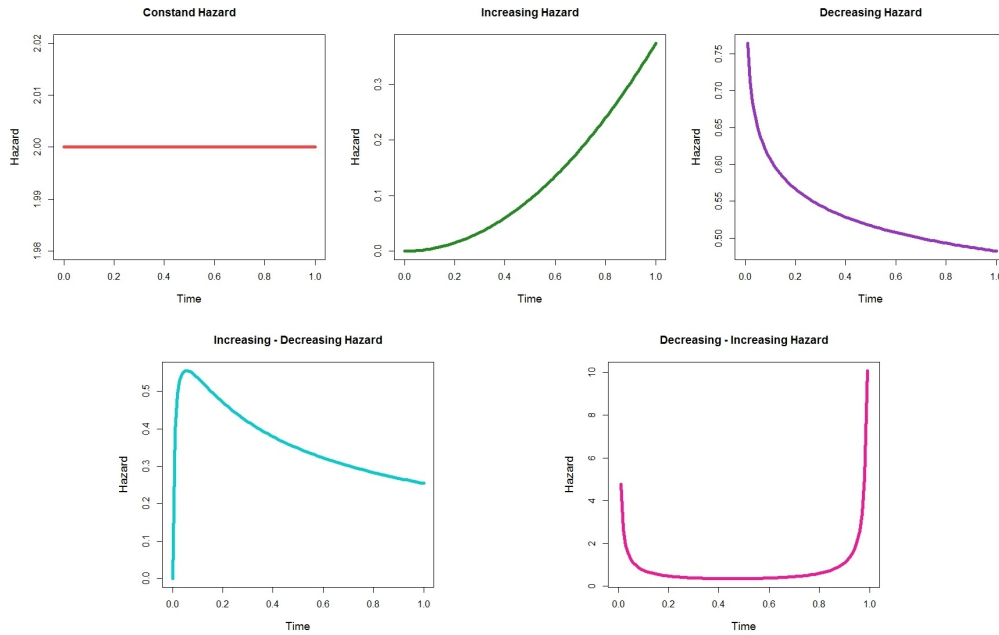 Constand Hazard
Hazard
2.02
2.01
2.00
1.99
1.98
0.0 0.2 0.4 0.6 0.8 1.0
Time
Increasing Hazard
Hazard
0.3
0.2
0.1
0.0
0.0 0.2 0.4 0.6 0.8 1.0
Time
Decreasing Hazard
Hazard
0.75
0.70
0.65
0.60
0.55
0.50
0.0 0.2 0.4 0.6 0.8 1.0
Time
Increasing - Decreasing Hazard
Hazard
0.5
0.4
0.3
0.2
0.1
0.0
0.0 0.2 0.4 0.6 0.8 1.0
Time
Decreasing - Increasing Hazard
Hazard
10
8
6
4
2
0
0.0 0.2 0.4 0.6 0.8 1.0
Time